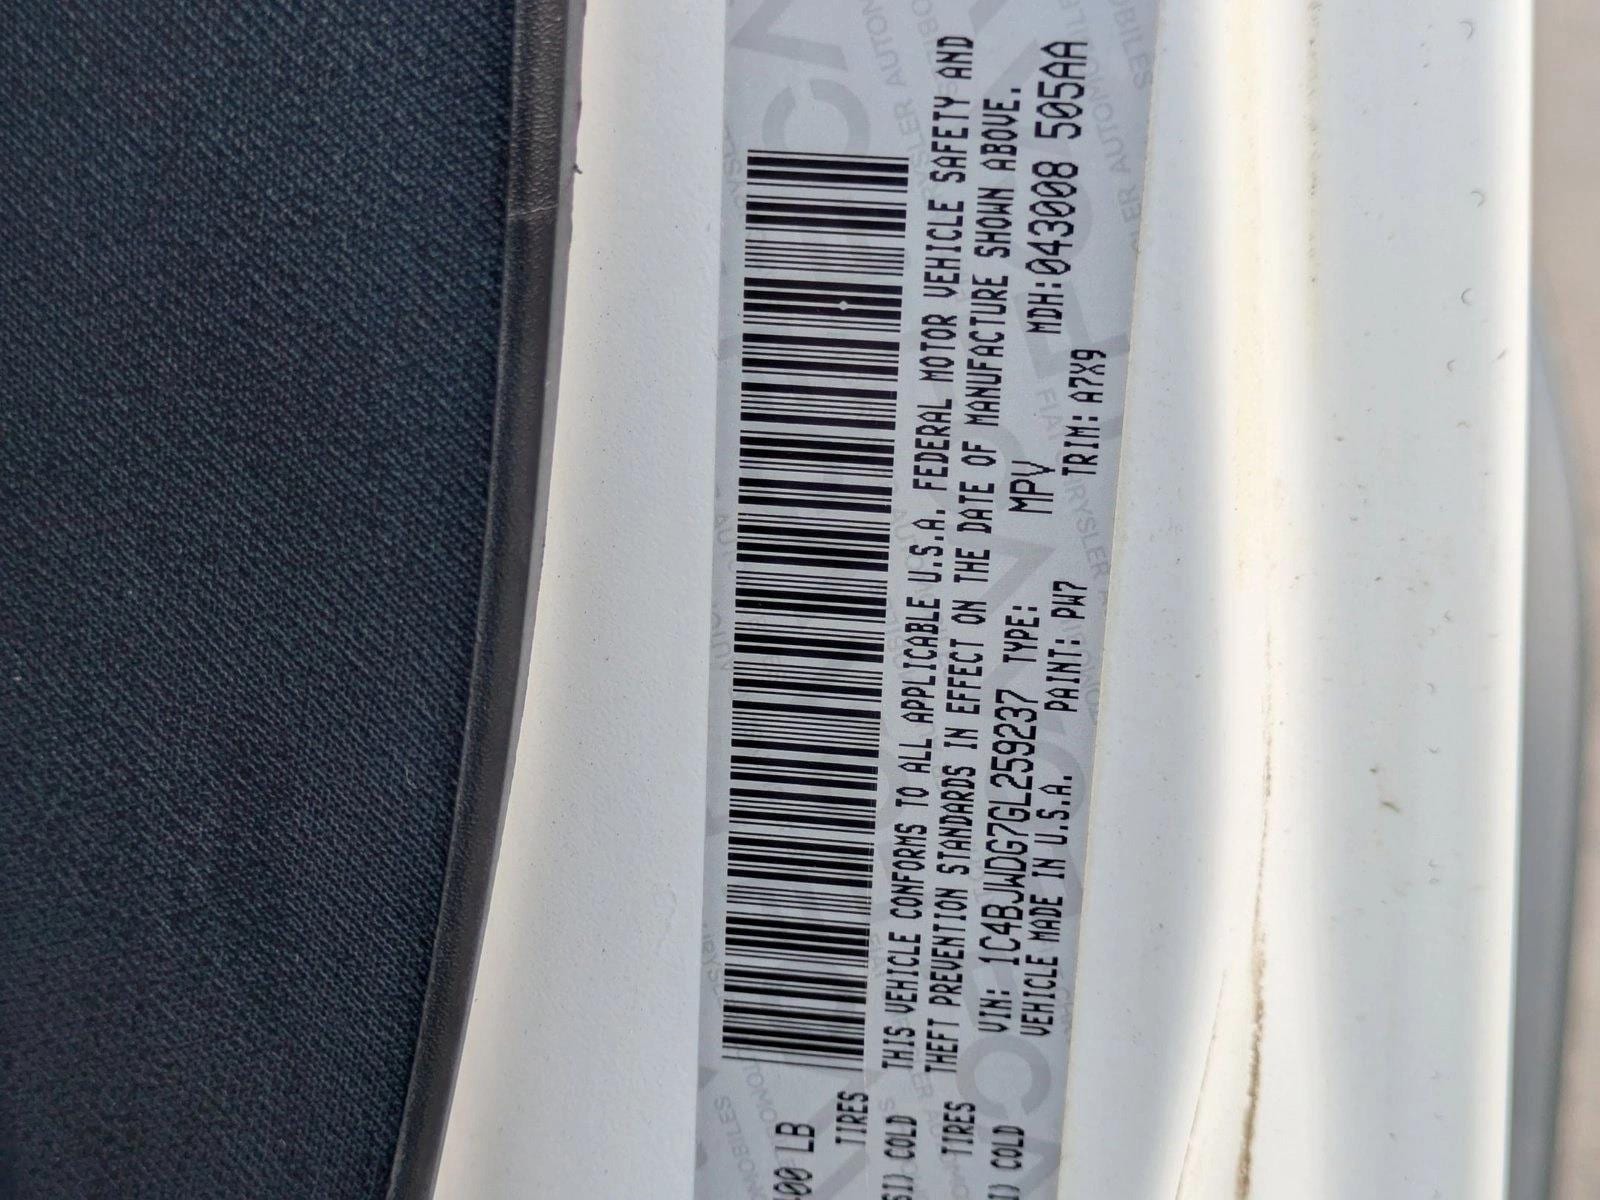 00 LB
TIRES
SI) COLD
TIRES
I) COLD
THIS VEHICLE CONFORMS TO ALL APPLICABLE U.S.A. FEDERAL MOTOR VEHICLE SAFETY AND
THEFT PREVENTION STANDARDS IN EFFECT ON THE DATE OF MANUFACTURE SHOWN ABOVE.
VIN: 1C4BJWDG7GL259237 TYPE: MPV MDH:043008 505AA
VEHICLE MADE IN U.S.A. PAINT: PW7 TRIM: A7X9